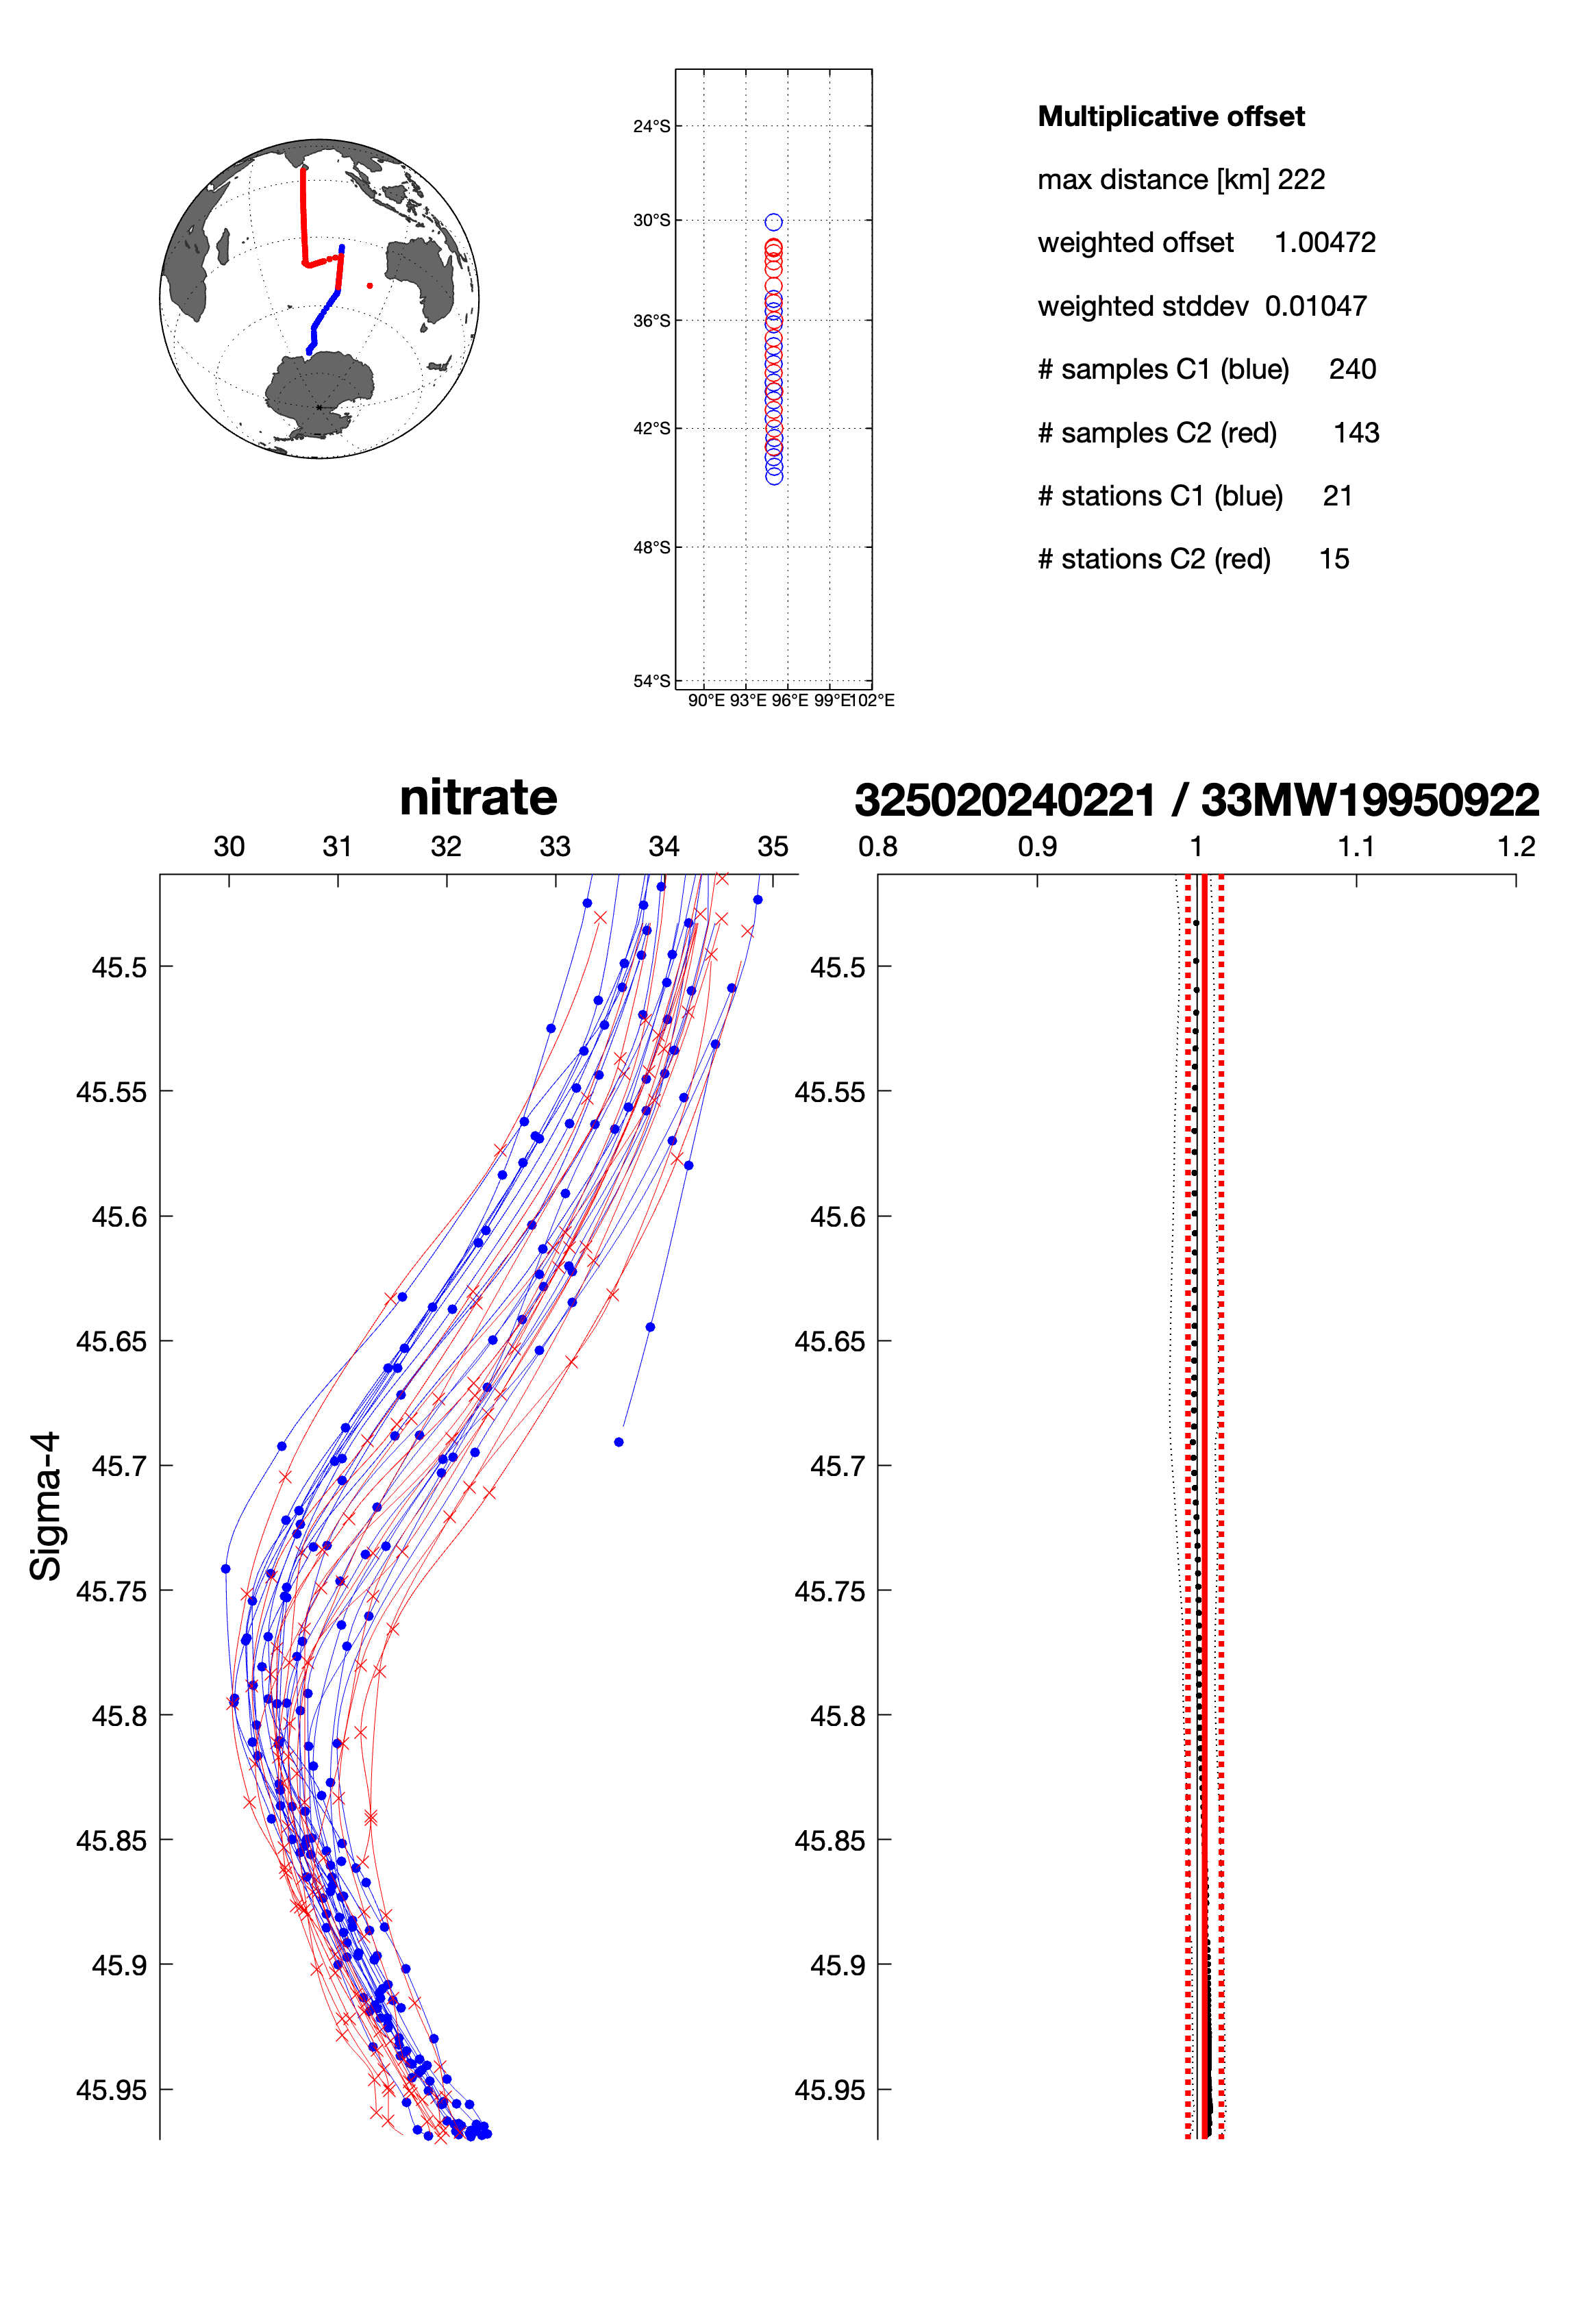 Multiplicative offset
max distance [km] 222
weighted offset 1.00472
weighted stddev 0.01047
# samples C1 (blue) 240
# samples C2 (red) 143
# stations C1 (blue) 21
# stations C2 (red) 15
24°S
30°S
36°S
42°S
48°S
54°S
90°E 93°E 96°E 99°E 102°E
nitrate
30 31 32 33 34 35
Sigma-4
45.5
45.55
45.6
45.65
45.7
45.75
45.8
45.85
45.9
45.95
325020240221 / 33MW19950922
0.8 0.9 1 1.1 1.2
45.5
45.55
45.6
45.65
45.7
45.75
45.8
45.85
45.9
45.95